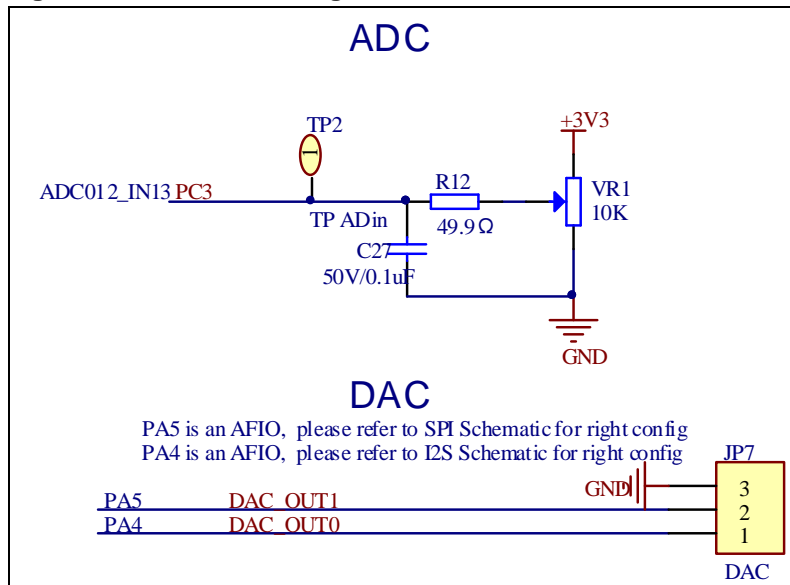 ADC
+3V3
TP2
1
R12
VR1
ADC012_IN13 PC3
10K
TP ADin
49.9Ω
C27
50V/0.1uF
GND
DAC
PA5 is an AFIO, please refer to SPI Schematic for right config
PA4 is an AFIO, please refer to I2S Schematic for right config
JP7
GND
3
PA5 DAC_OUT1
2
PA4 DAC_OUT0
1
DAC